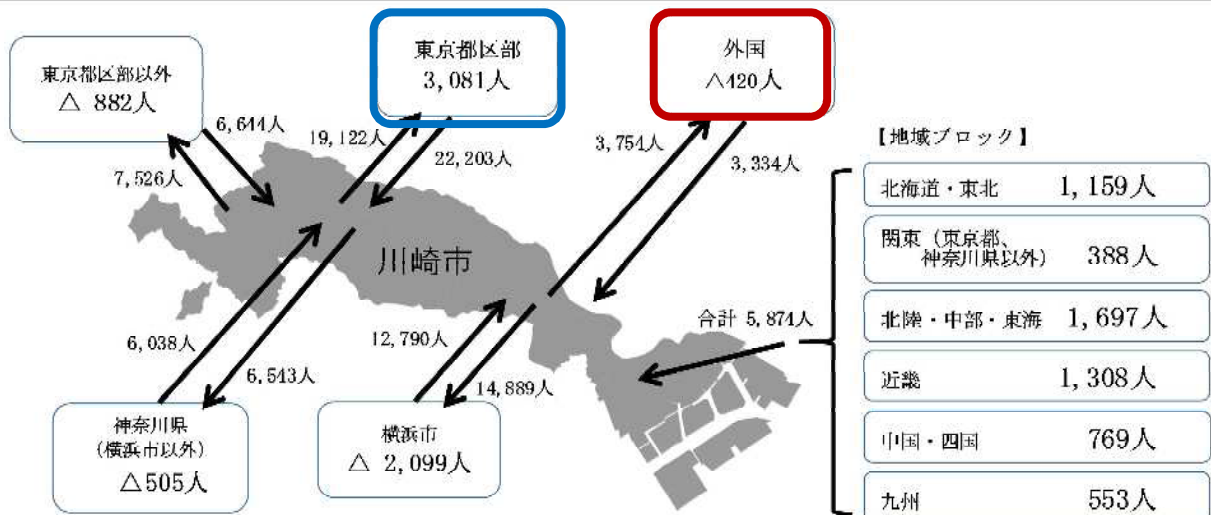 東京都区部以外
△ 882人
東京都区部
3,081人
外国
△420人
6,644人
7,526人
19,122人
22,203人
3,754人
3,334人
【地域ブロック】
北海道・東北 1,159人
関東（東京都、
神奈川県以外） 388人
北陸・中部・東海 1,697人
近畿 1,308人
中国・四国 769人
九州 553人
川崎市
合計 5,874人
6,038人
6,543人
12,790人
14,889人
神奈川県
(横浜市以外)
△505人
横浜市
△ 2,099人